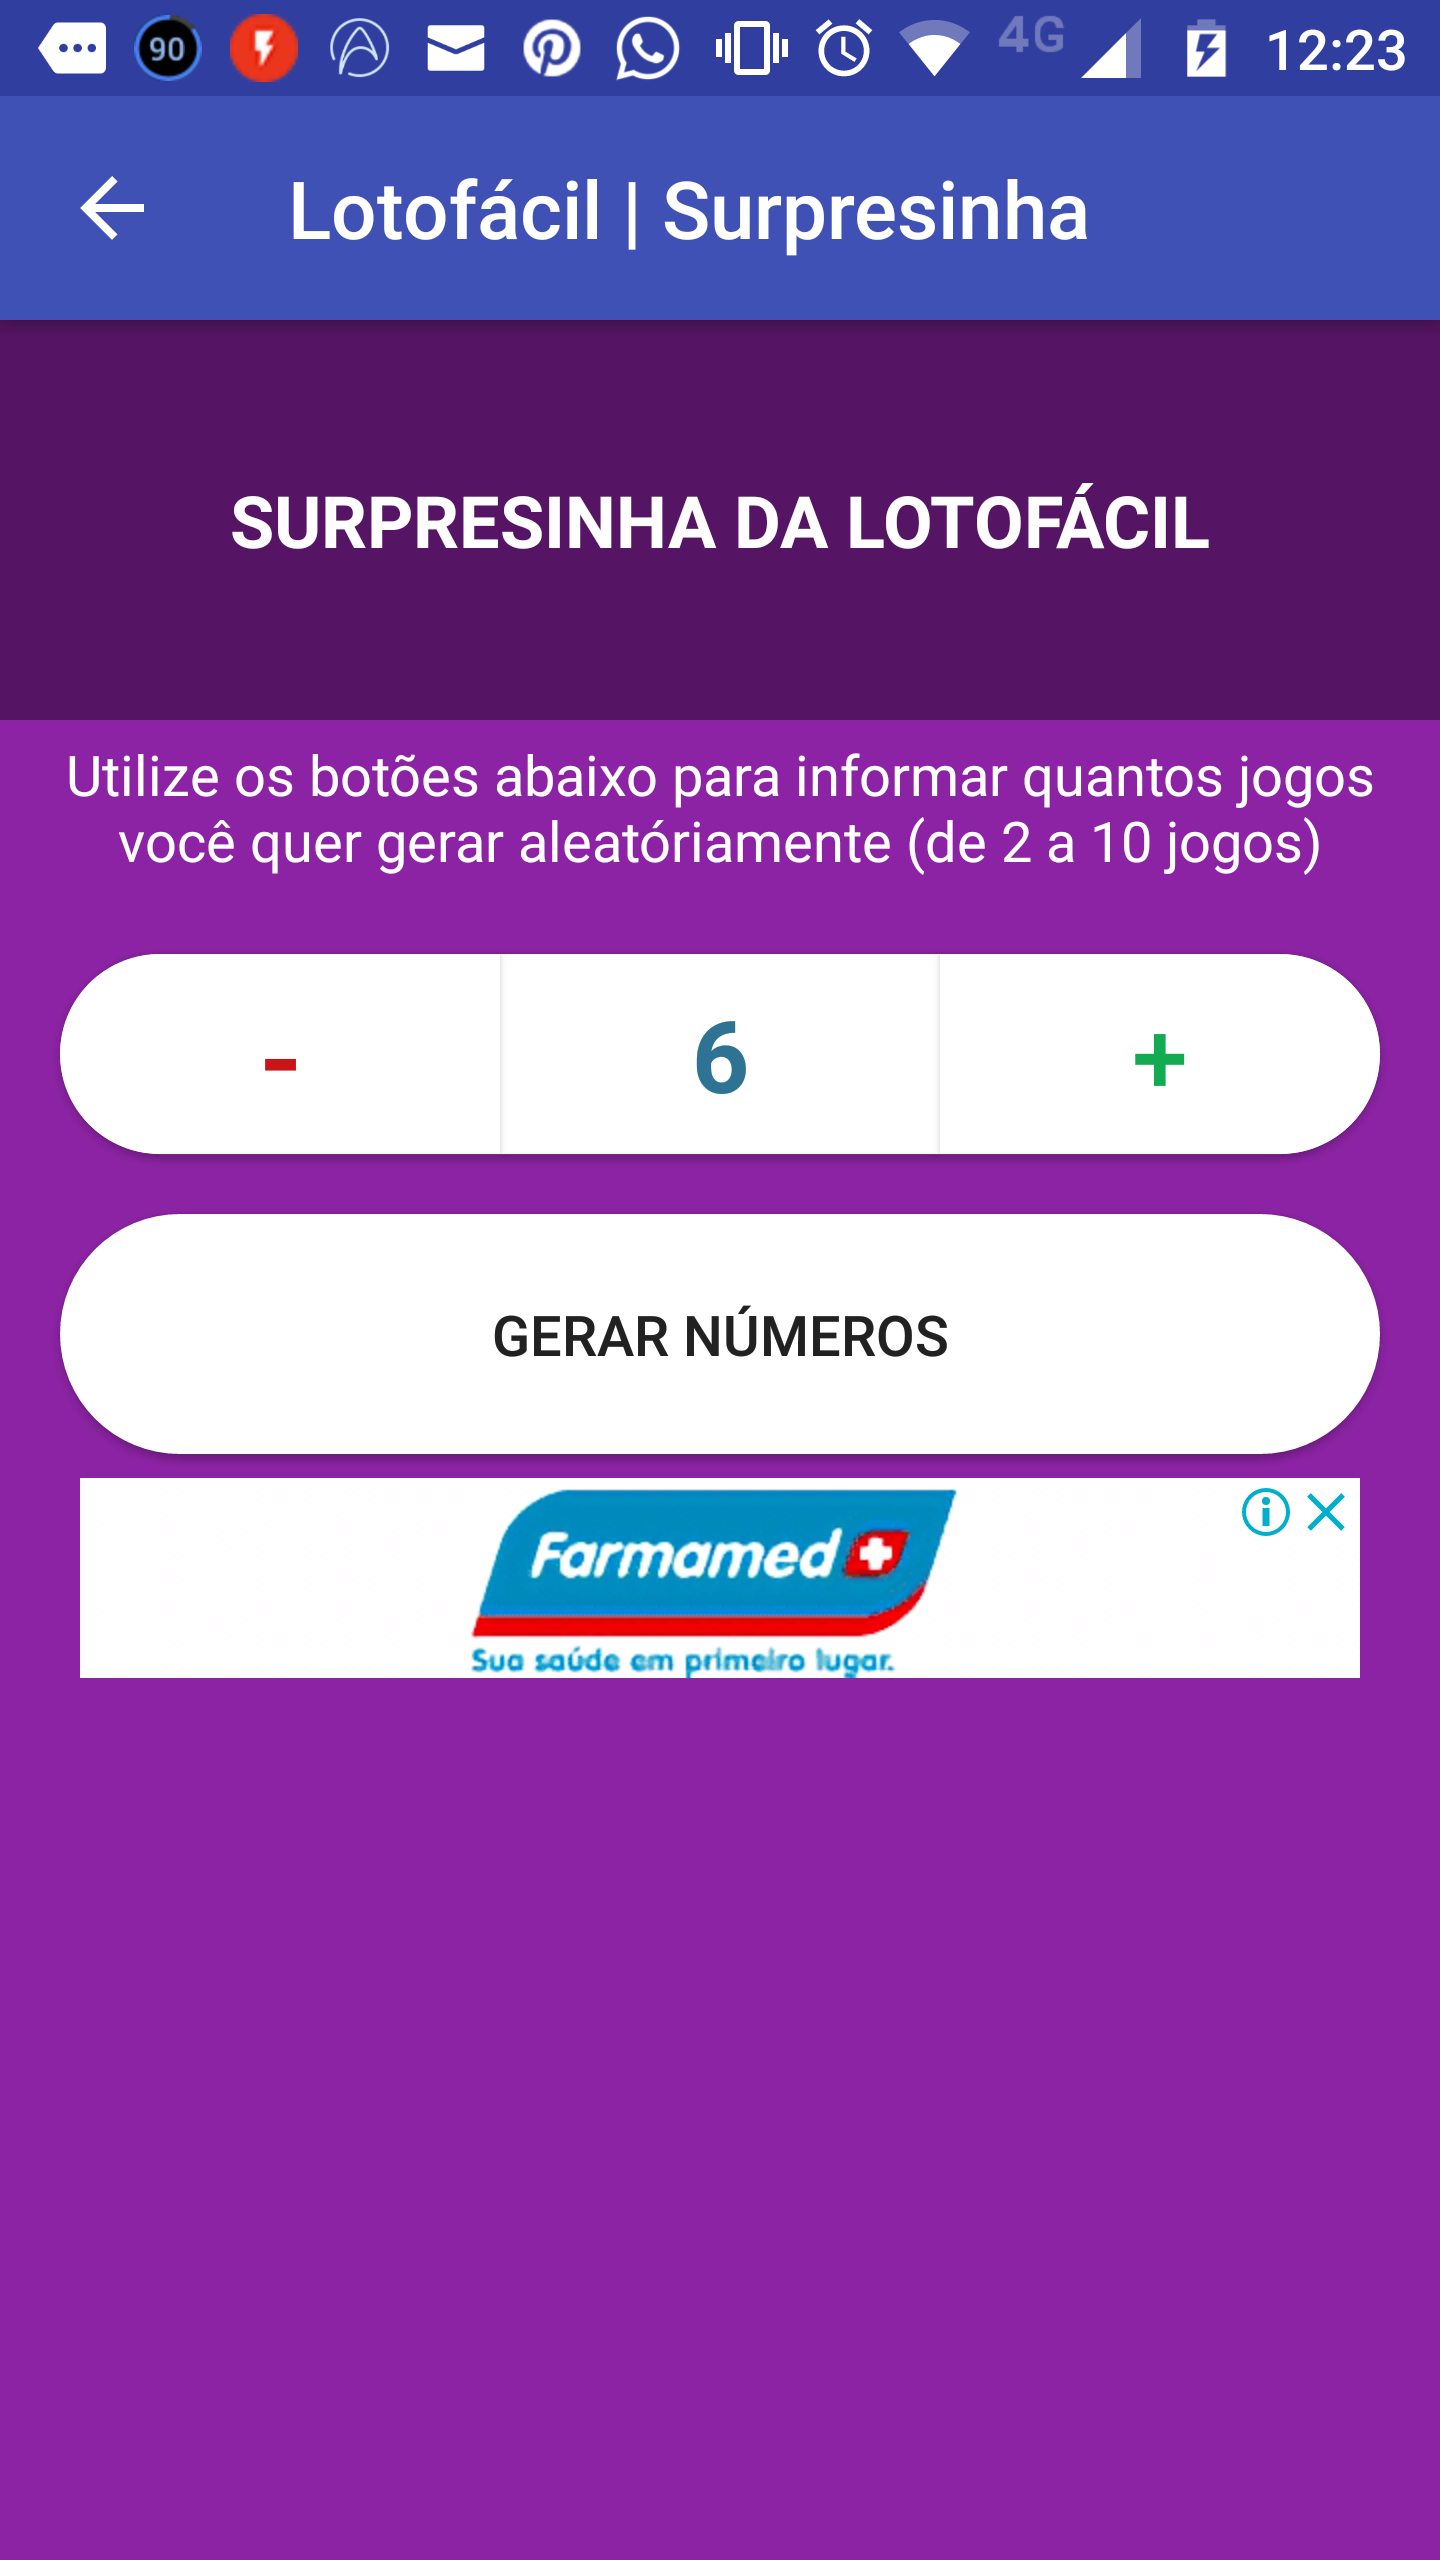 90
4G
12:23
Lotofácil | Surpresinha
SURPRESINHA DA LOTOFÁCIL
Utilize os botões abaixo para informar quantos jogos
você quer gerar aleatóriamente (de 2 a 10 jogos)
- 6 +
GERAR NÚMEROS
Farmamed
Sua saúde em primeiro lugar.